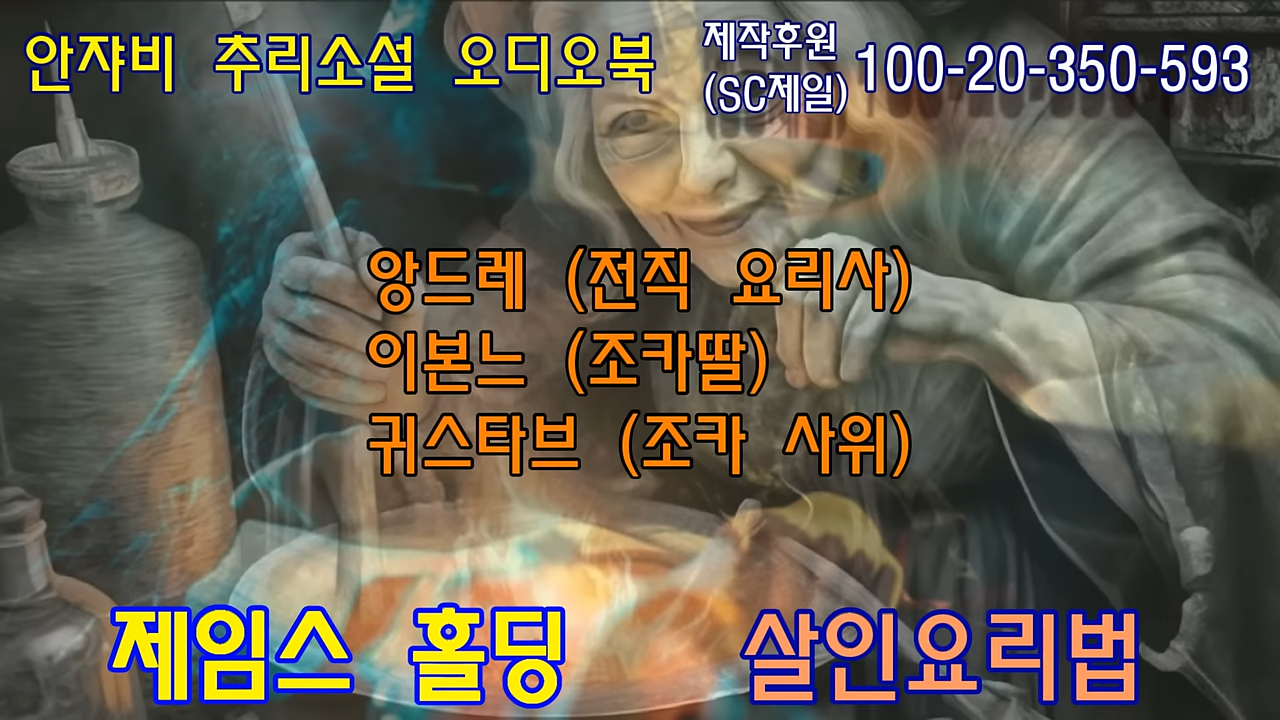 안쟈비 추리소설 오디오북
제작후원
(SC제일)
100-20-350-593
앙드레 (전직 요리사)
이본느 (조카딸)
귀스타브 (조카 사위)
제임스 홀딩
살인요리법